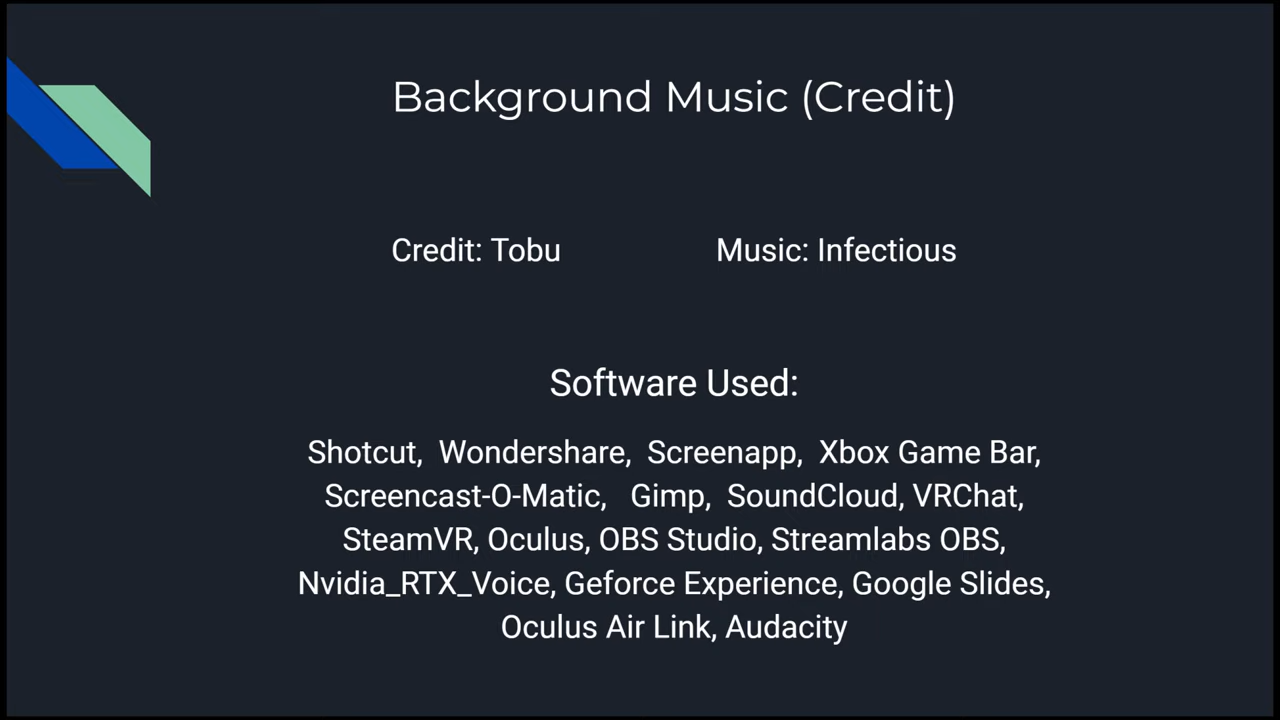 Background Music (Credit)
Credit: Tobu Music: Infectious
Software Used:
Shotcut, Wondershare, Screenapp, Xbox Game Bar,
Screencast-O-Matic, Gimp, SoundCloud, VRChat,
SteamVR, Oculus, OBS Studio, Streamlabs OBS,
Nvidia_RTX_Voice, Geforce Experience, Google Slides,
Oculus Air Link, Audacity